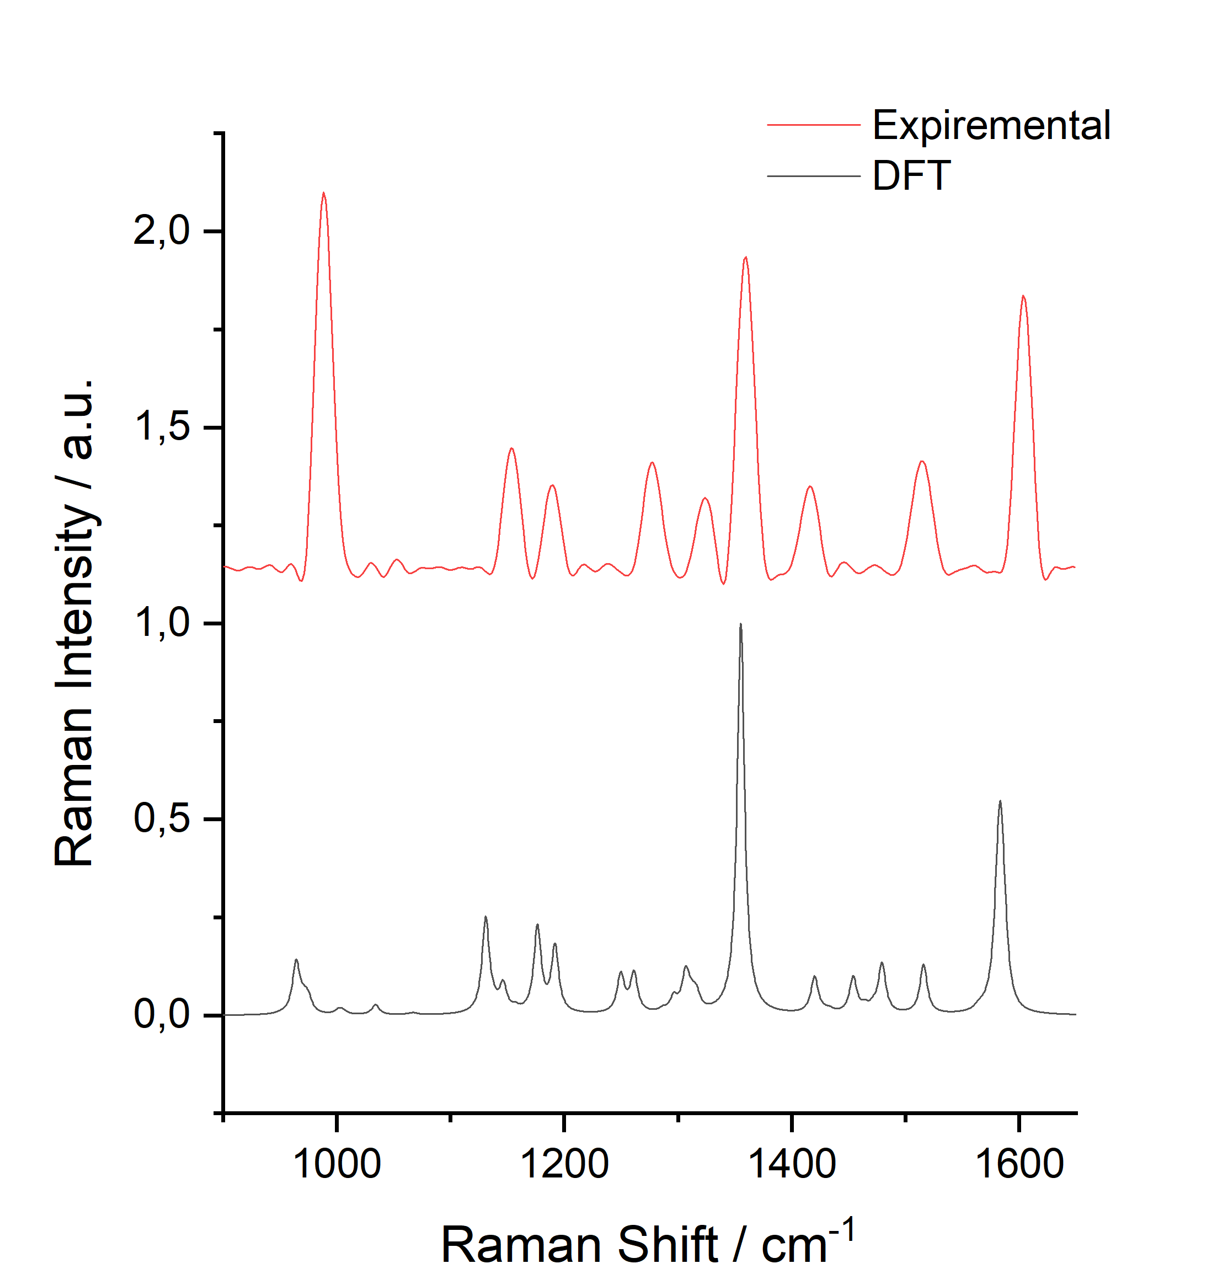 Expiremental
DFT
2,0
1,5
1,0
0,5
0,0
Raman Intensity / a.u.
1000 1200 1400 1600
Raman Shift / cm-1